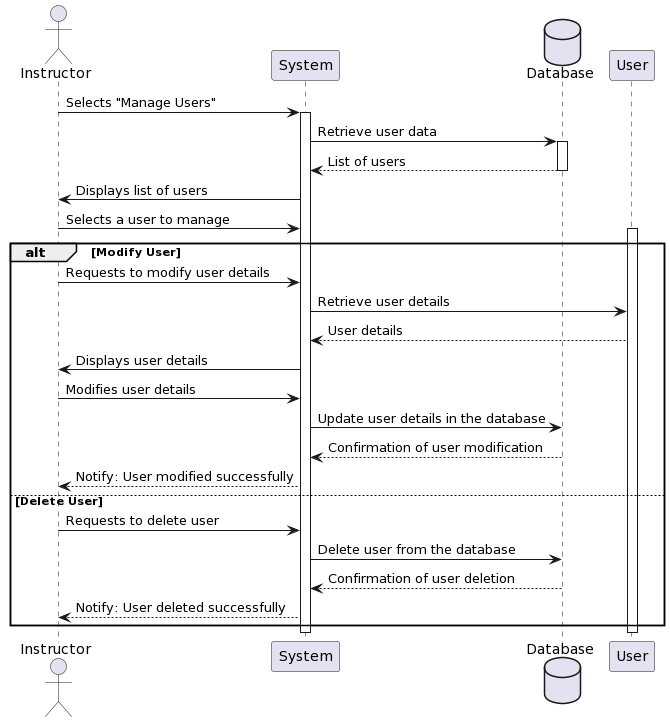 Instructor
System
Database
User
Selects "Manage Users"
Retrieve user data
List of users
Displays list of users
Selects a user to manage
alt [Modify User]
Requests to modify user details
Retrieve user details
User details
Displays user details
Modifies user details
Update user details in the database
Confirmation of user modification
Notify: User modified successfully
[Delete User]
Requests to delete user
Delete user from the database
Confirmation of user deletion
Notify: User deleted successfully
Instructor
System
Database
User